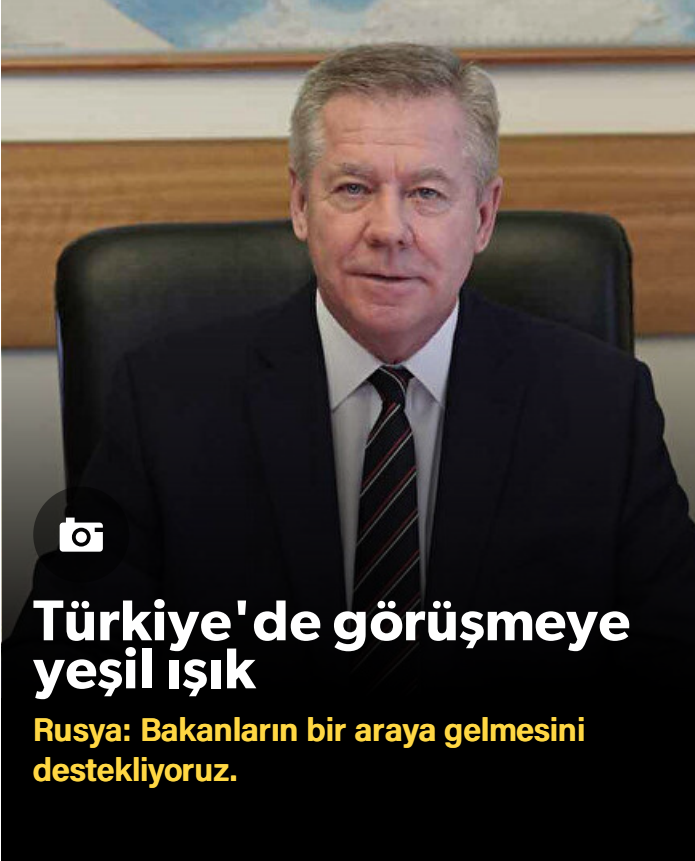 Türkiye'de görüşmeye
yeşil ışık
Rusya: Bakanların bir araya gelmesini
destekliyoruz.